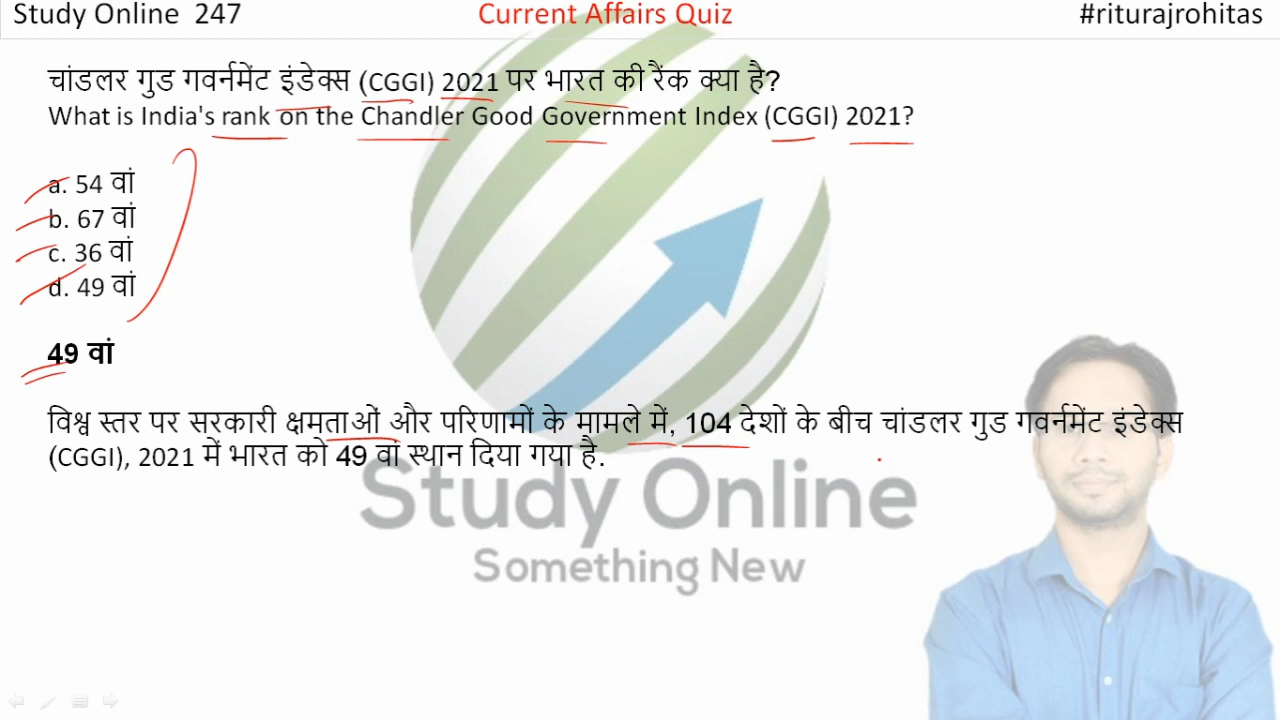 Study Online 247
Current Affairs Quiz
#riturajrohitas
चांडलर गुड गवर्नमेंट इंडेक्स (CGGI) 2021 पर भारत की रैंक क्या है?
What is India's rank on the Chandler Good Government Index (CGGI) 2021?
a. 54 वां
b. 67 वां
c. 36 वां
d. 49 वां
49 वां
विश्व स्तर पर सरकारी क्षमताओं और परिणामों के मामले में, 104 देशों के बीच चांडलर गुड गवर्नमेंट इंडेक्स
(CGGI), 2021 में भारत को 49 वां स्थान दिया गया है.
Study Online
Something New